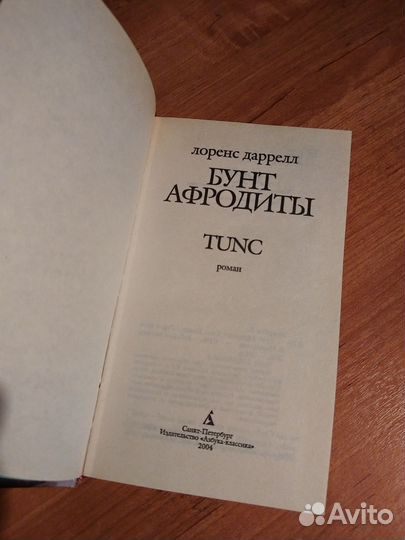 лоренс даррелл
БУНТ
АФРОДИТЫ
TUNC
роман
Санкт-Петербург
Издательство «Азбука-классика»
2004
Avito